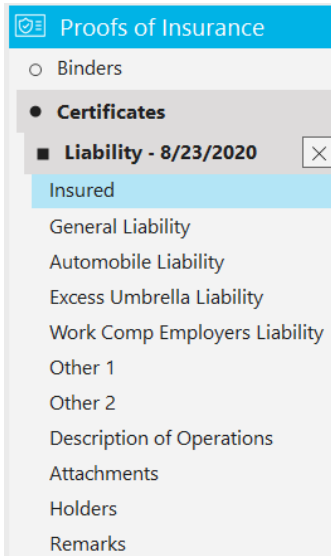 Proofs of Insurance
Binders
Certificates
Liability - 8/23/2020
Insured
General Liability
Automobile Liability
Excess Umbrella Liability
Work Comp Employers Liability
Other 1
Other 2
Description of Operations
Attachments
Holders
Remarks